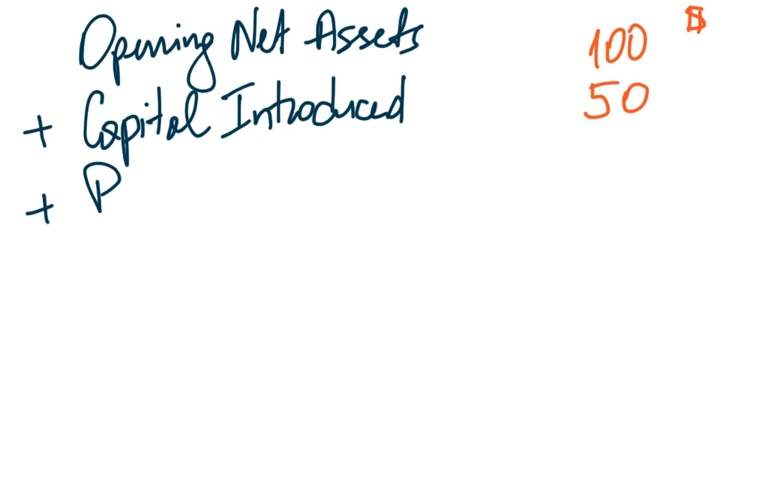 Opening Net Assets 100 $
+ Capital Introduced 50
+ P